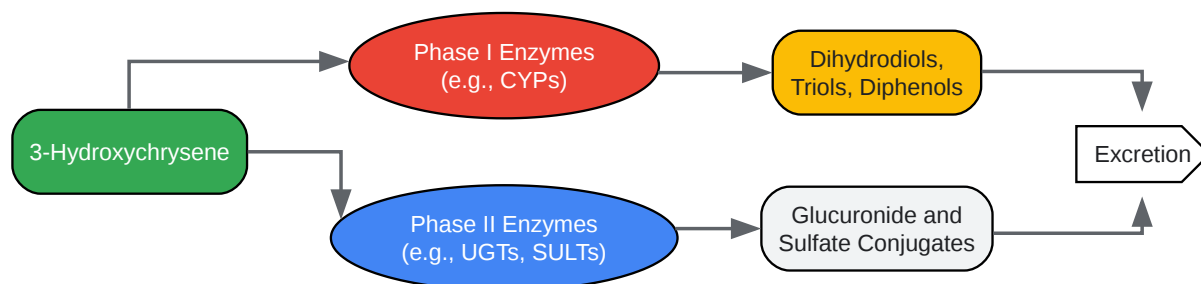 3-Hydroxychrysene
Phase I Enzymes
(e.g., CYPs)
Dihydrodiols,
Triols, Diphenols
Phase II Enzymes
(e.g., UGTs, SULTs)
Glucuronide and
Sulfate Conjugates
Excretion